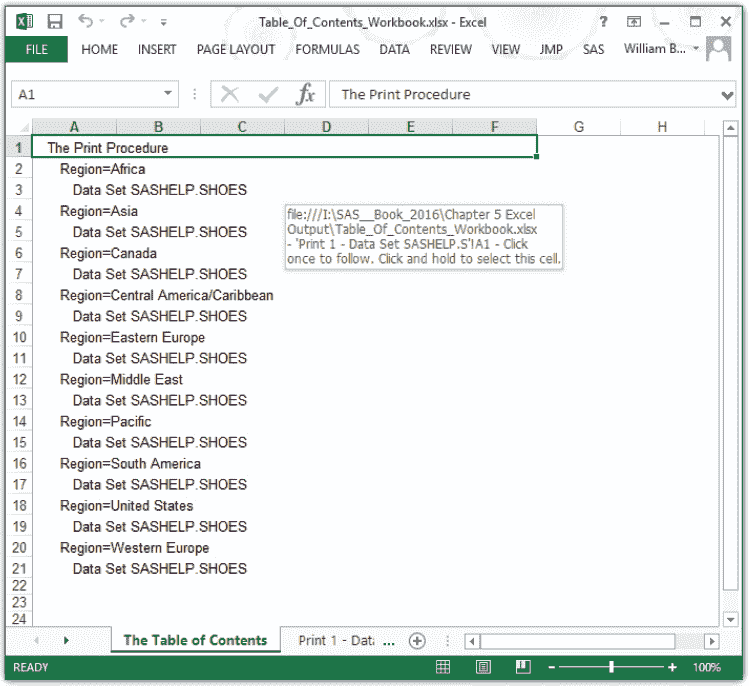 Table_Of_Contents_Workbook.xlsx - Excel
FILE HOME INSERT PAGE LAYOUT FORMULAS DATA REVIEW VIEW JMP SAS William B...
A1 fx The Print Procedure
A B C D E F G H
1 The Print Procedure
2 Region=Africa
3 Data Set SASHELP.SHOES
4 Region=Asia
5 Data Set SASHELP.SHOES
6 Region=Canada
7 Data Set SASHELP.SHOES
8 Region=Central America/Caribbean
9 Data Set SASHELP.SHOES
10 Region=Eastern Europe
11 Data Set SASHELP.SHOES
12 Region=Middle East
13 Data Set SASHELP.SHOES
14 Region=Pacific
15 Data Set SASHELP.SHOES
16 Region=South America
17 Data Set SASHELP.SHOES
18 Region=United States
19 Data Set SASHELP.SHOES
20 Region=Western Europe
21 Data Set SASHELP.SHOES
22
23
24
file:///I:\SAS__Book_2016\Chapter 5 Excel
Output\Table_Of_Contents_Workbook.xlsx
- 'Print 1 - Data Set SASHELP.S'!A1 - Click
once to follow. Click and hold to select this cell.
The Table of Contents Print 1 - Dat ...
READY 100%